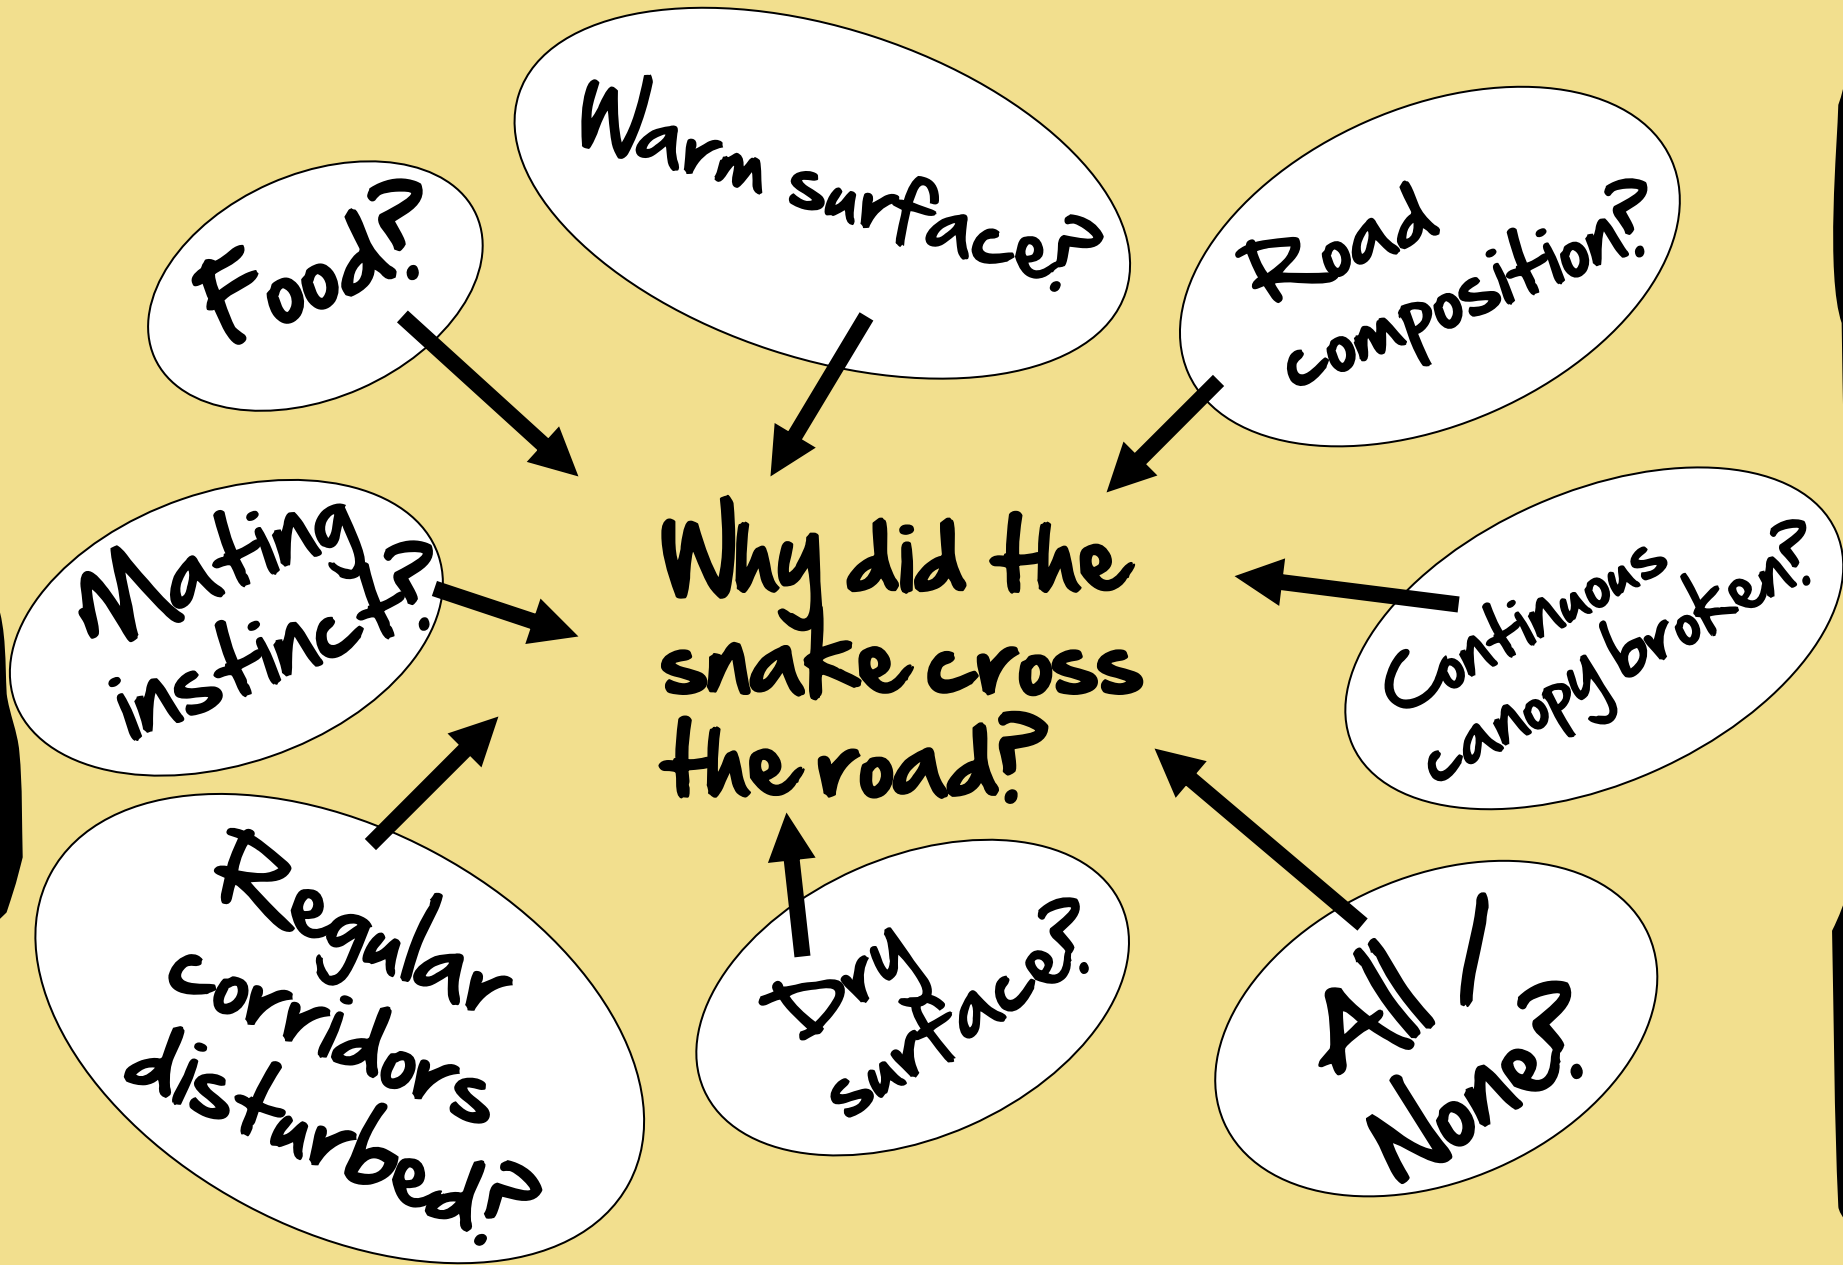 Food?
Warm surface?
Road
composition?
Mating
instinct?
Why did the
snake cross
the road?
Continuous
canopy broken?
Regular
corridors
disturbed?
Dry
surface?
All /
None?